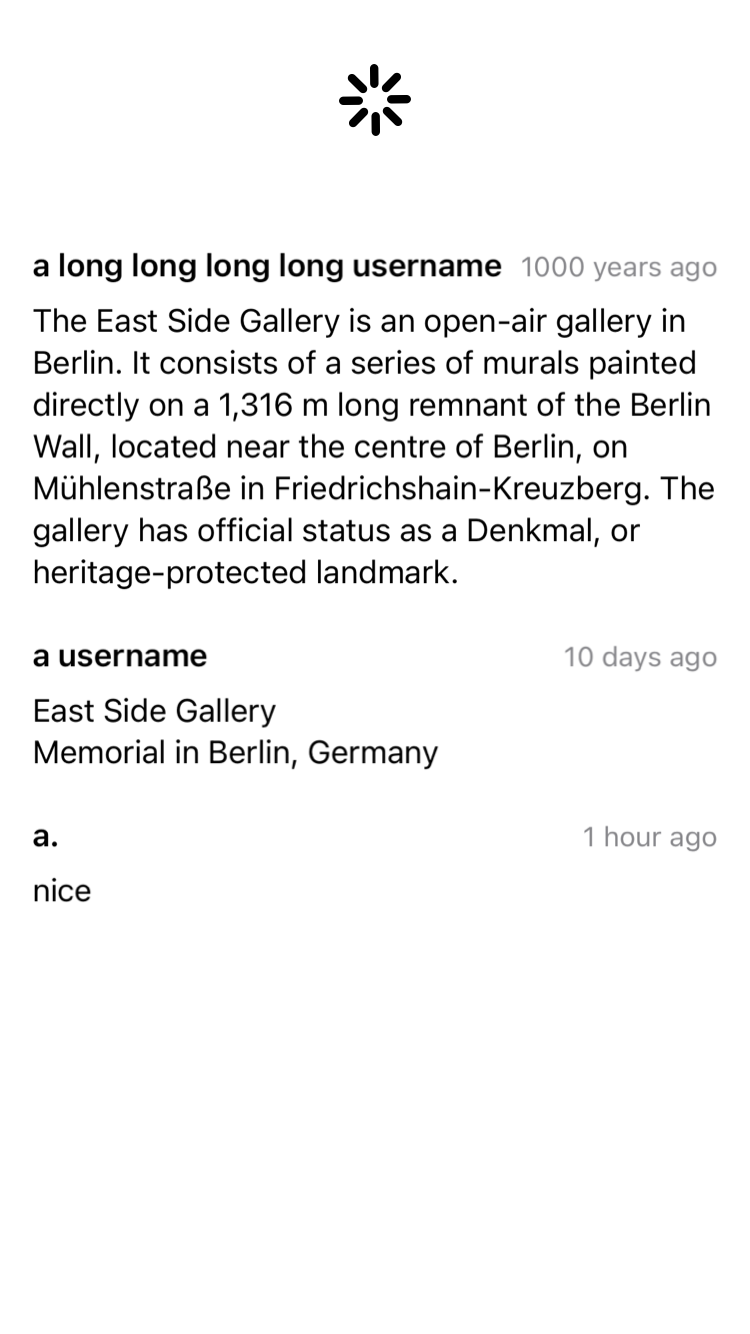 a long long long long username 1000 years ago
The East Side Gallery is an open-air gallery in
Berlin. It consists of a series of murals painted
directly on a 1,316 m long remnant of the Berlin
Wall, located near the centre of Berlin, on
Mühlenstraße in Friedrichshain-Kreuzberg. The
gallery has official status as a Denkmal, or
heritage-protected landmark.
a username 10 days ago
East Side Gallery
Memorial in Berlin, Germany
a. 1 hour ago
nice